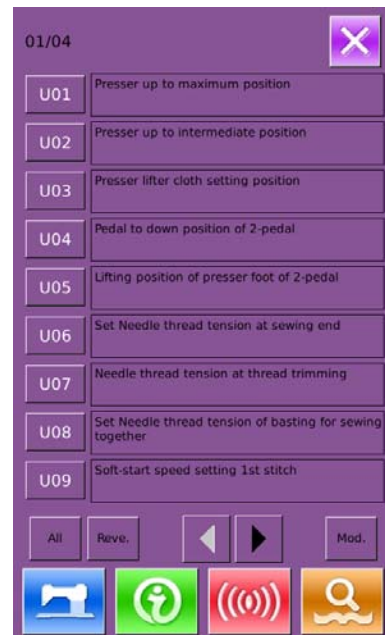 01/04
U01 Presser up to maximum position
U02 Presser up to intermediate position
U03 Presser lifter cloth setting position
U04 Pedal to down position of 2-pedal
U05 Lifting position of presser foot of 2-pedal
U06 Set Needle thread tension at sewing end
U07 Needle thread tension at thread trimming
U08 Set Needle thread tension of basting for sewing
together
U09 Soft-start speed setting 1st stitch
All Reve. Mod.